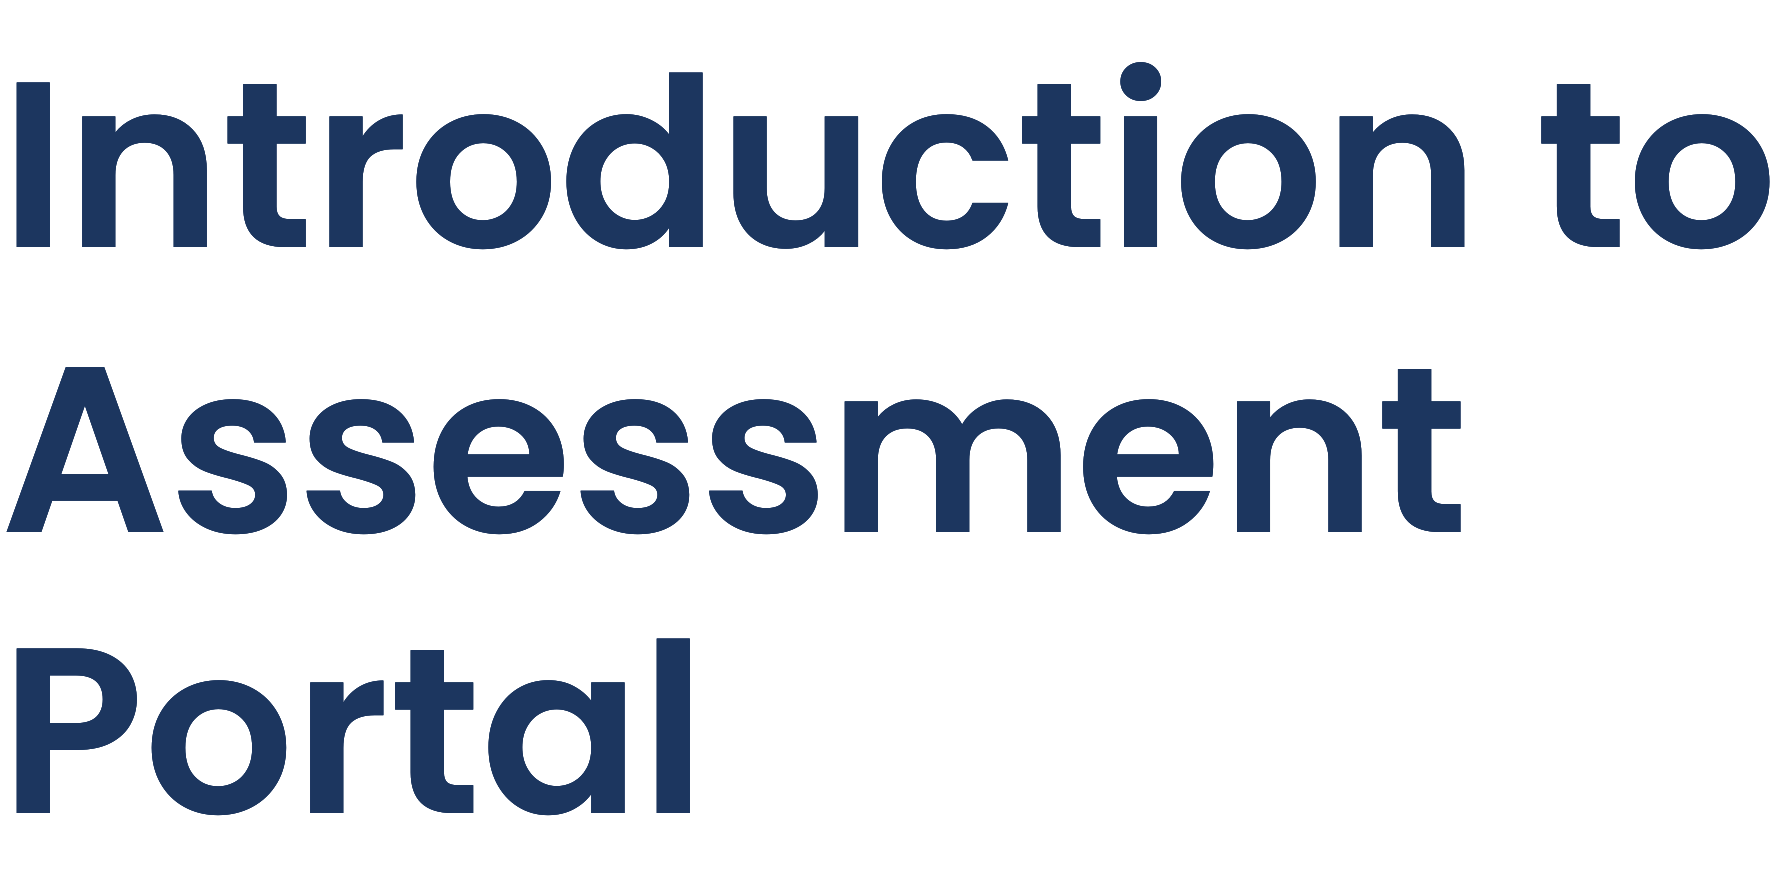 Introduction to
Assessment
Portal